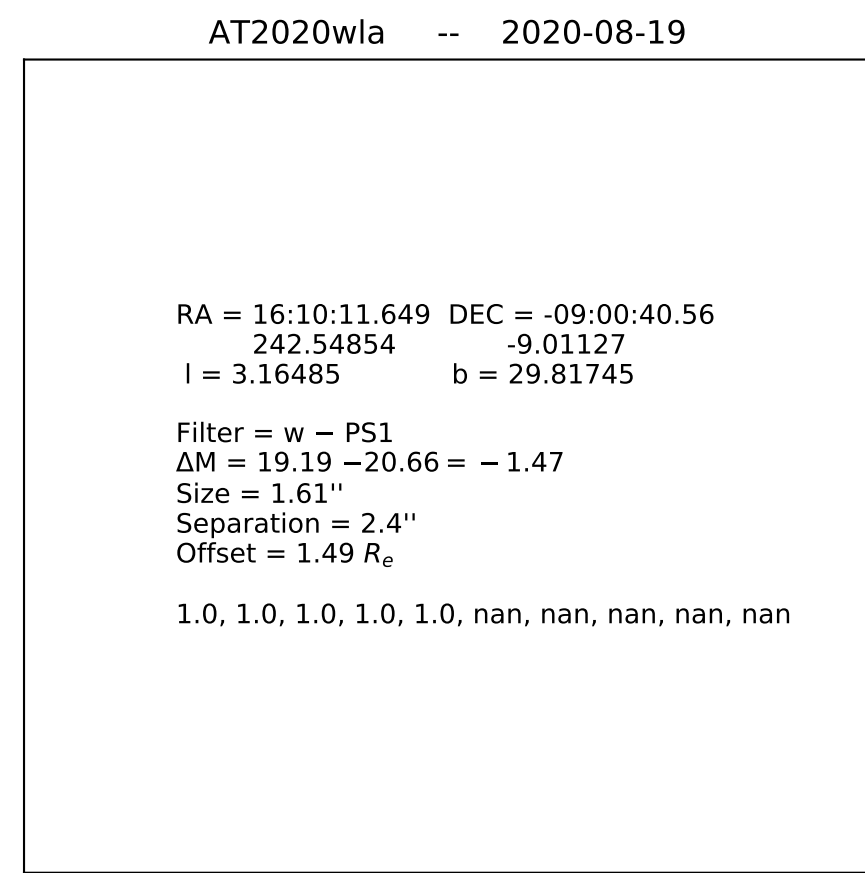 AT2020wla -- 2020-08-19
RA = 16:10:11.649 DEC = -09:00:40.56
242.54854 -9.01127
l = 3.16485 b = 29.81745
Filter = w − PS1
ΔM = 19.19 −20.66 = − 1.47
Size = 1.61''
Separation = 2.4''
Offset = 1.49 Rₑ
1.0, 1.0, 1.0, 1.0, 1.0, nan, nan, nan, nan, nan